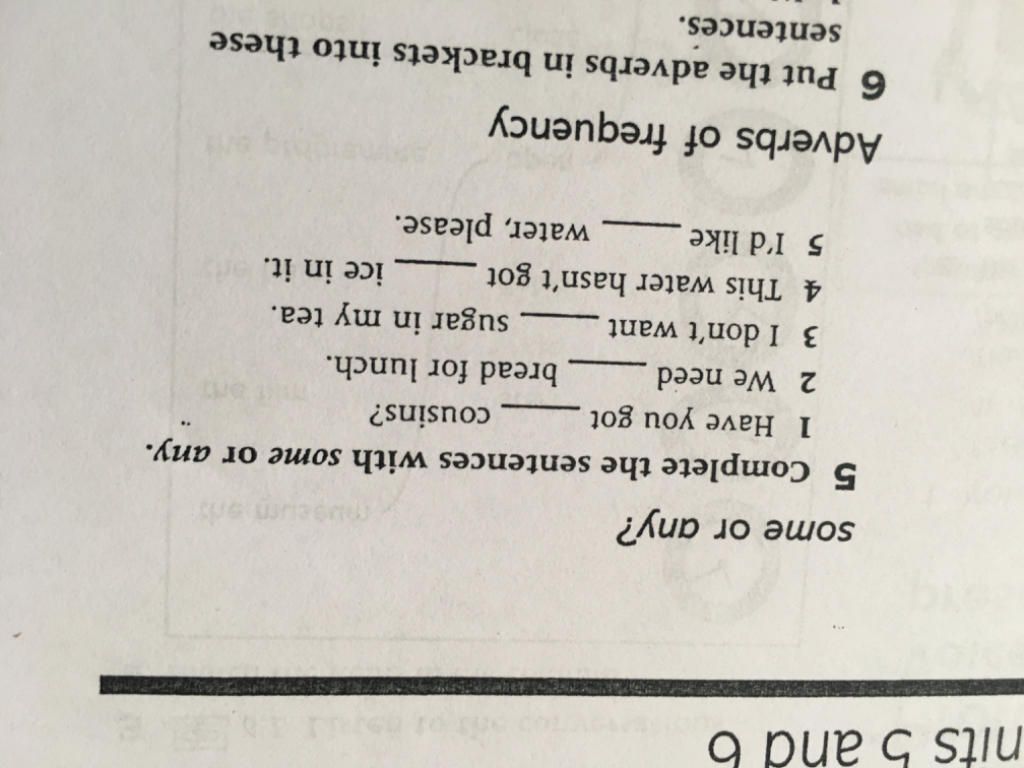 nits 5 and 6
some or any?
5 Complete the sentences with some or any.
1 Have you got ____ cousins?
2 We need ____ bread for lunch.
3 I don't want ____ sugar in my tea.
4 This water hasn't got ____ ice in it.
5 I'd like ____ water, please.
Adverbs of frequency
6 Put the adverbs in brackets into these
sentences.